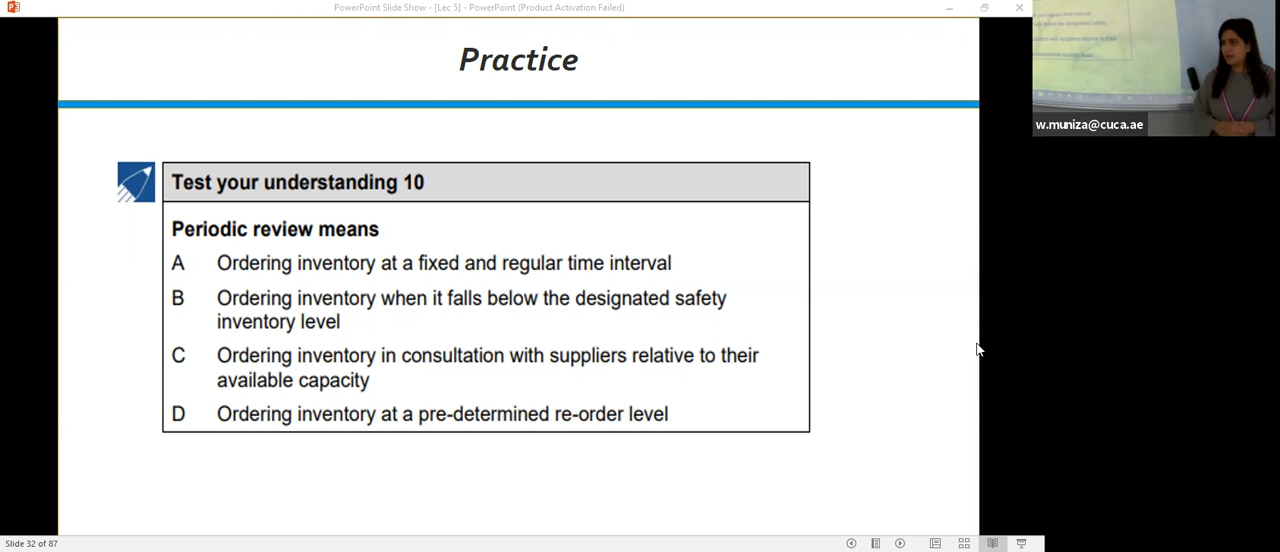 PowerPoint Slide Show - [Lec 3] - PowerPoint (Product Activation Failed)
Practice
w.muniza@cuca.ae
Test your understanding 10
Periodic review means
A Ordering inventory at a fixed and regular time interval
B Ordering inventory when it falls below the designated safety
inventory level
C Ordering inventory in consultation with suppliers relative to their
available capacity
D Ordering inventory at a pre-determined re-order level
Slide 32 of 87